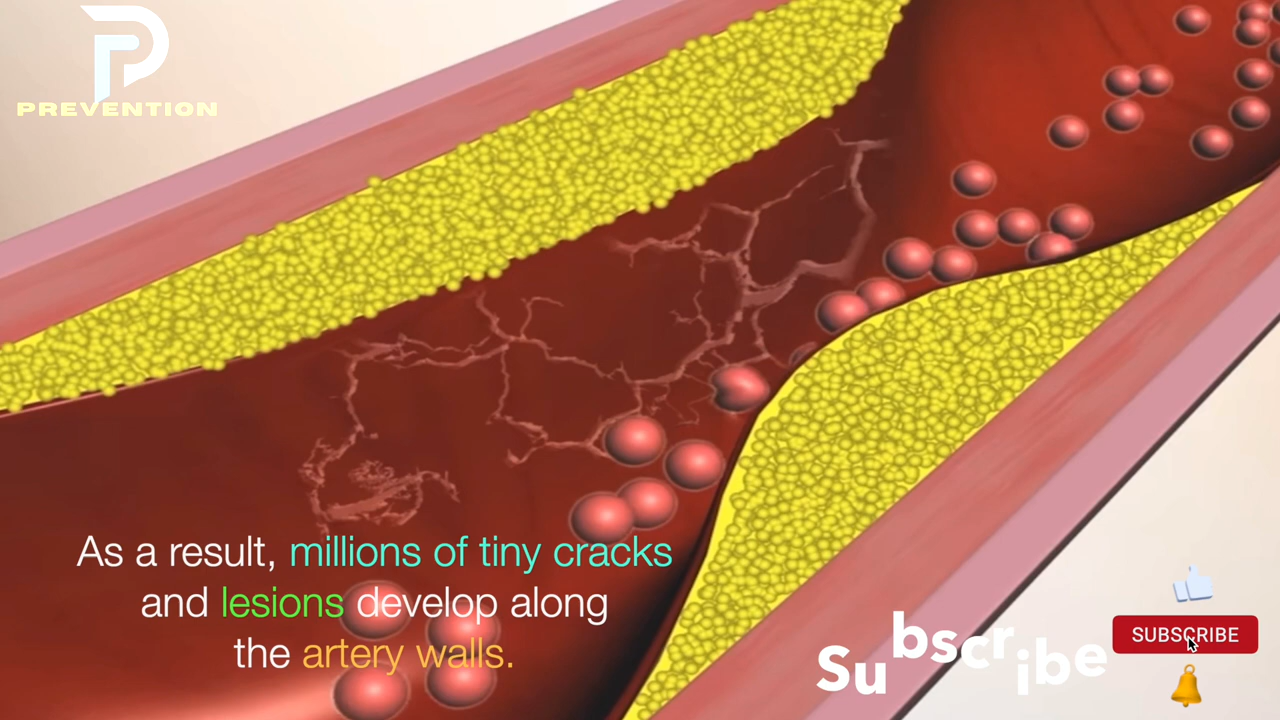 PREVENTION
As a result, millions of tiny cracks
and lesions develop along
the artery walls.
Subscribe
SUBSCRIBE